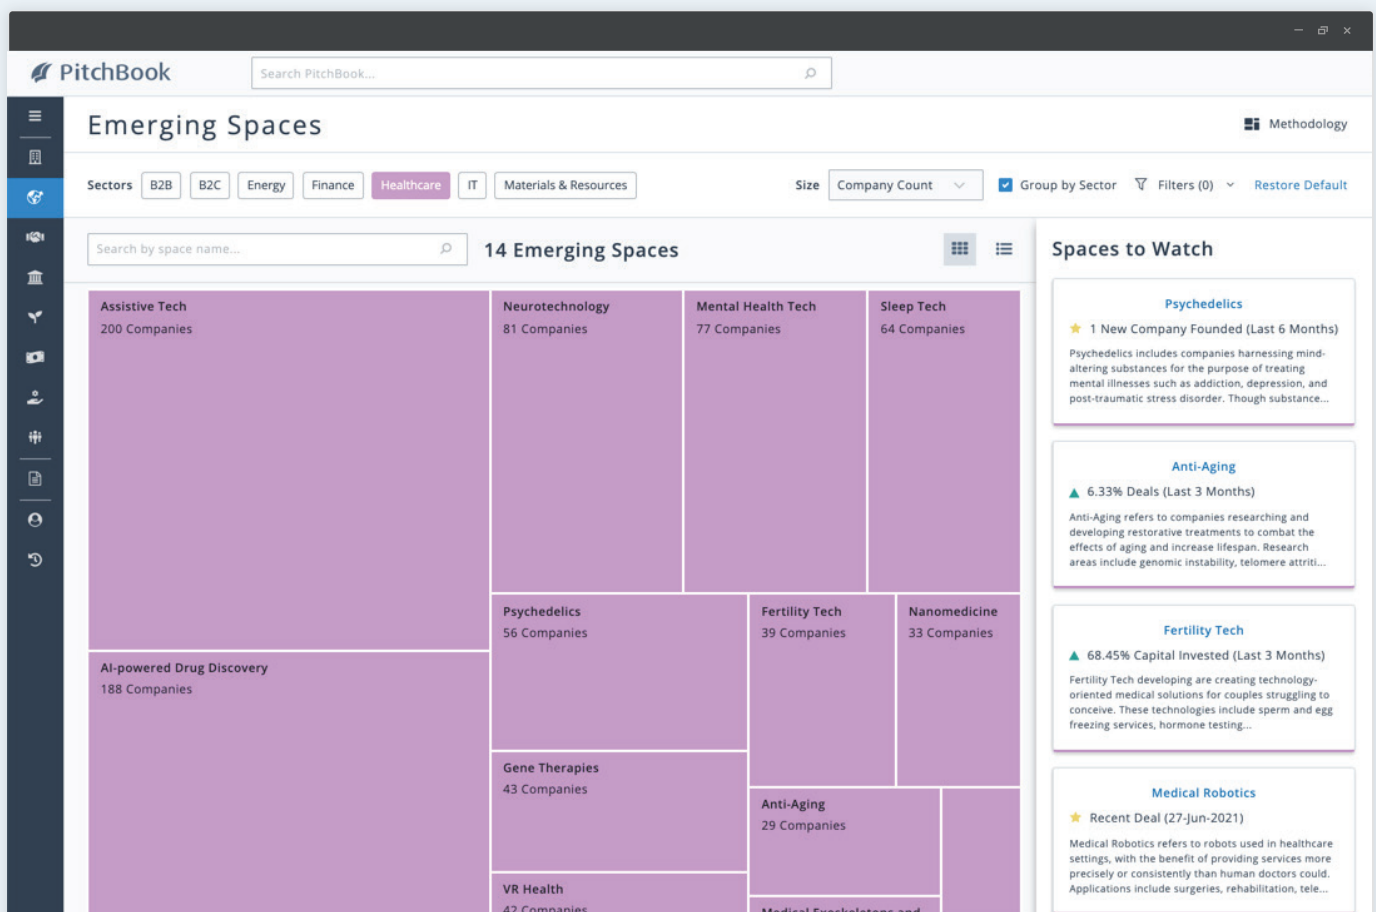 PitchBook
Search PitchBook...
Emerging Spaces
Methodology
Sectors
B2B
B2C
Energy
Finance
Healthcare
IT
Materials & Resources
Size
Company Count
Group by Sector
Filters (0)
Restore Default
Search by space name...
14 Emerging Spaces
Assistive Tech
200 Companies
Neurotechnology
81 Companies
Mental Health Tech
77 Companies
Sleep Tech
64 Companies
Psychedelics
56 Companies
Fertility Tech
39 Companies
Nanomedicine
33 Companies
AI-powered Drug Discovery
188 Companies
Gene Therapies
43 Companies
Anti-Aging
29 Companies
VR Health
42 Companies
Medical Exoskeletons and
Spaces to Watch
Psychedelics
1 New Company Founded (Last 6 Months)
Psychedelics includes companies harnessing mind-
altering substances for the purpose of treating
mental illnesses such as addiction, depression, and
post-traumatic stress disorder. Though substance...
Anti-Aging
6.33% Deals (Last 3 Months)
Anti-Aging refers to companies researching and
developing restorative treatments to combat the
effects of aging and increase lifespan. Research
areas include genomic instability, telomere attriti...
Fertility Tech
68.45% Capital Invested (Last 3 Months)
Fertility Tech developing are creating technology-
oriented medical solutions for couples struggling to
conceive. These technologies include sperm and egg
freezing services, hormone testing...
Medical Robotics
Recent Deal (27-Jun-2021)
Medical Robotics refers to robots used in healthcare
settings, with the benefit of providing services more
precisely or consistently than human doctors could.
Applications include surgeries, rehabilitation, tele...